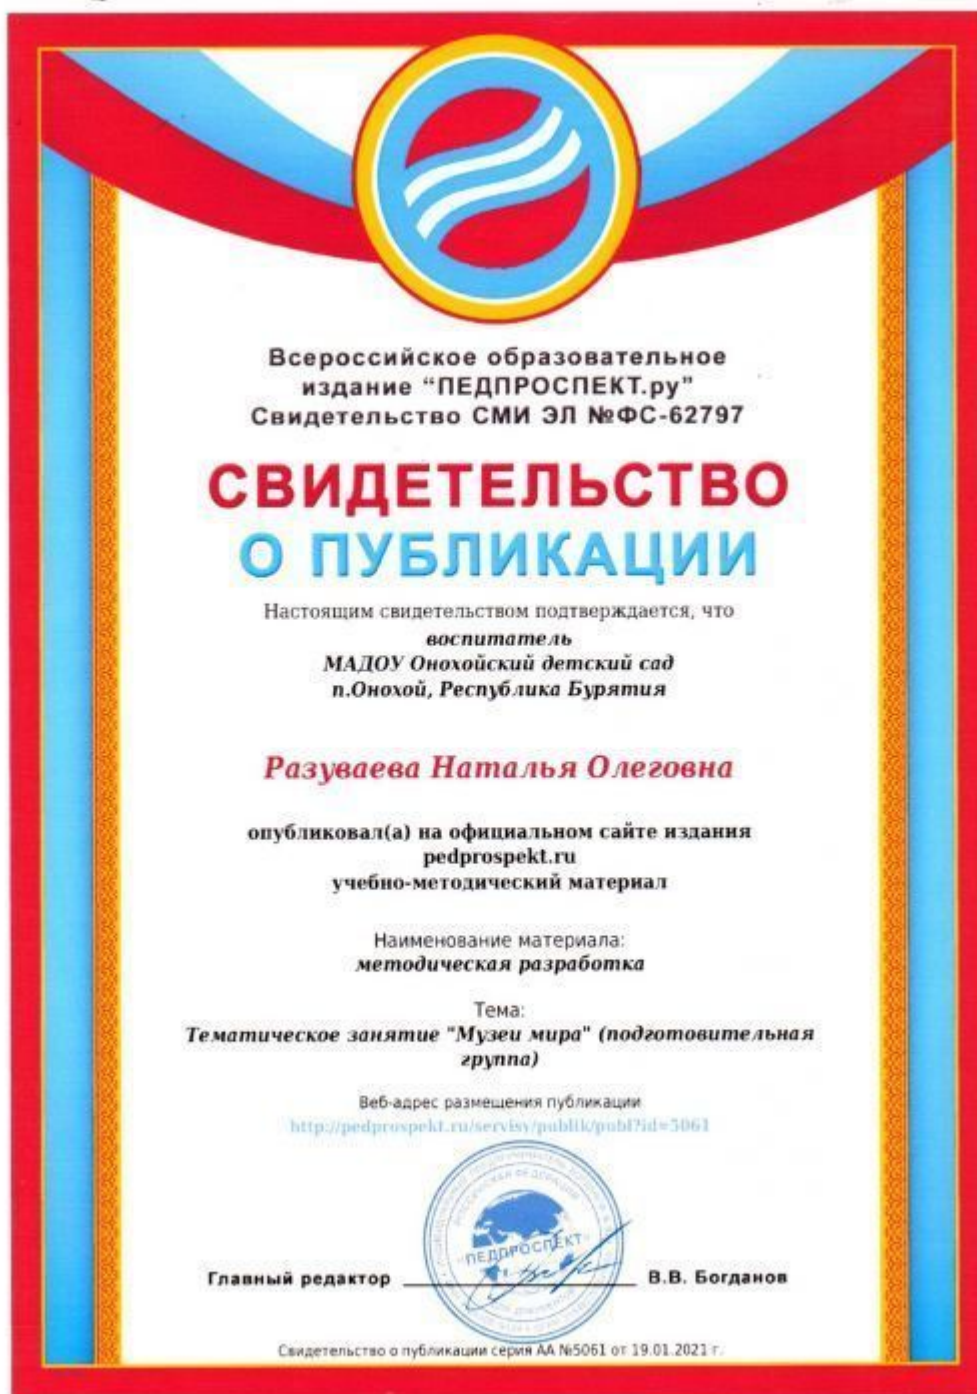 Всероссийское образовательное
издание “ПЕДПРОСПЕКТ.ру”
Свидетельство СМИ ЭЛ №ФС-62797
СВИДЕТЕЛЬСТВО
О ПУБЛИКАЦИИ
Настоящим свидетельством подтверждается, что
воспитатель
МАДОУ Онохойский детский сад
п.Онохой, Республика Бурятия
Разуваева Наталья Олеговна
опубликовал(а) на официальном сайте издания
pedprospekt.ru
учебно-методический материал
Наименование материала:
методическая разработка
Тема:
Тематическое занятие "Музеи мира" (подготовительная
группа)
Веб-адрес размещения публикации
http://pedprospekt.ru/servisy/publik/publ?id=5061
РОССИЙСКАЯ ФЕДЕРАЦИЯ
"ПЕДПРОСПЕКТ"
Главный редактор В.В. Богданов
Свидетельство о публикации серия АА №5061 от 19.01.2021 г.